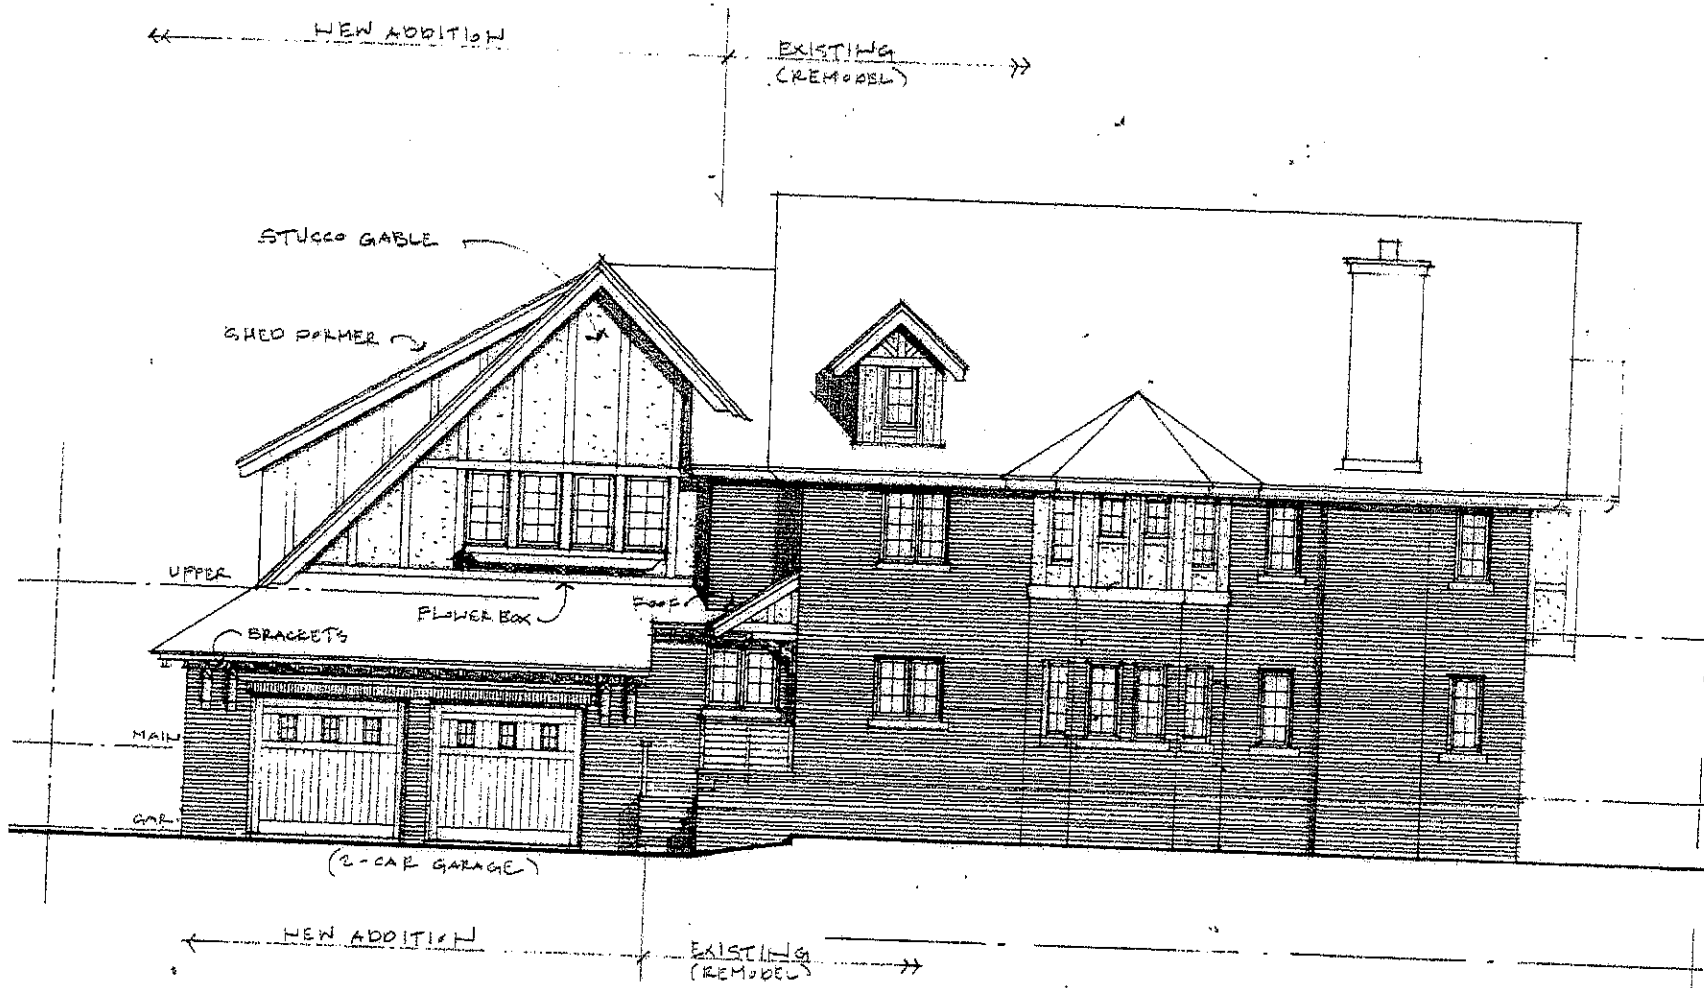 NEW ADDITION
EXISTING
(REMODEL)
STUCCO GABLE
SHED DORMER
UPPER
FLOWER BOX
ROOF
BRACKETS
MAIN
GAR.
(2-CAR GARAGE)
NEW ADDITION
EXISTING
(REMODEL)